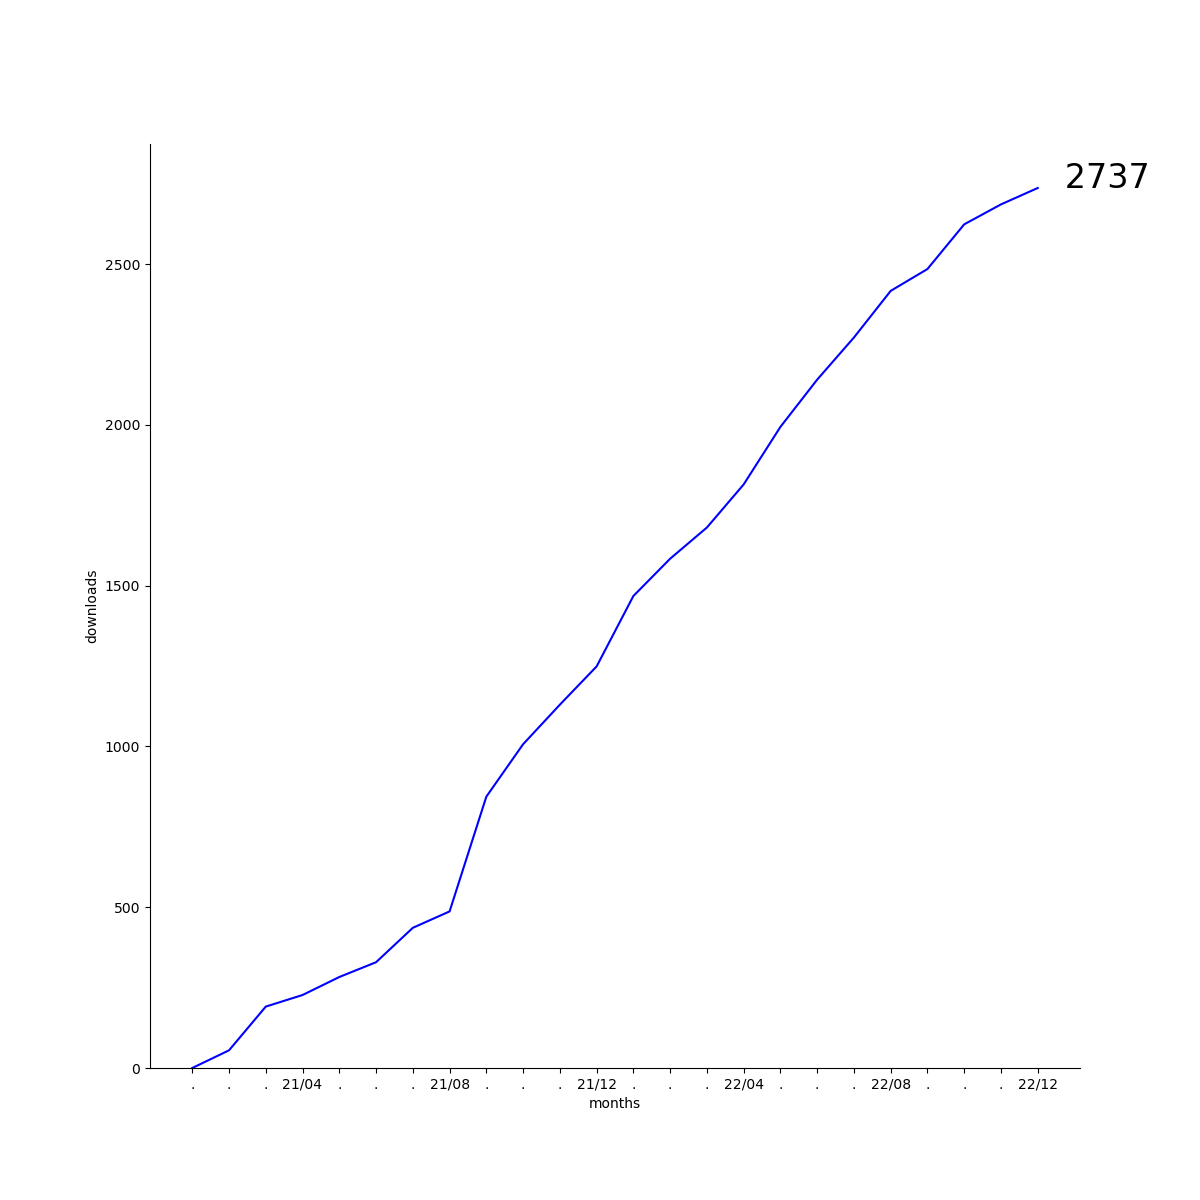 2737
2500
2000
1500
1000
500
0
downloads
. . . 21/04 . . . 21/08 . . . 21/12 . . . 22/04 . . . 22/08 . . . 22/12
months